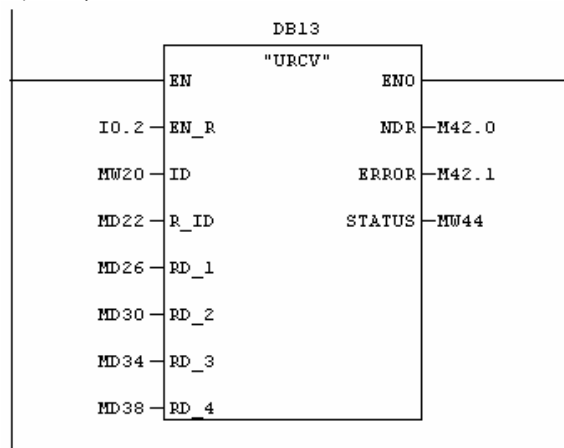 DB13
"URCV"
EN ENO
I0.2 EN_R NDR M42.0
MW20 ID ERROR M42.1
MD22 R_ID STATUS MW44
MD26 RD_1
MD30 RD_2
MD34 RD_3
MD38 RD_4